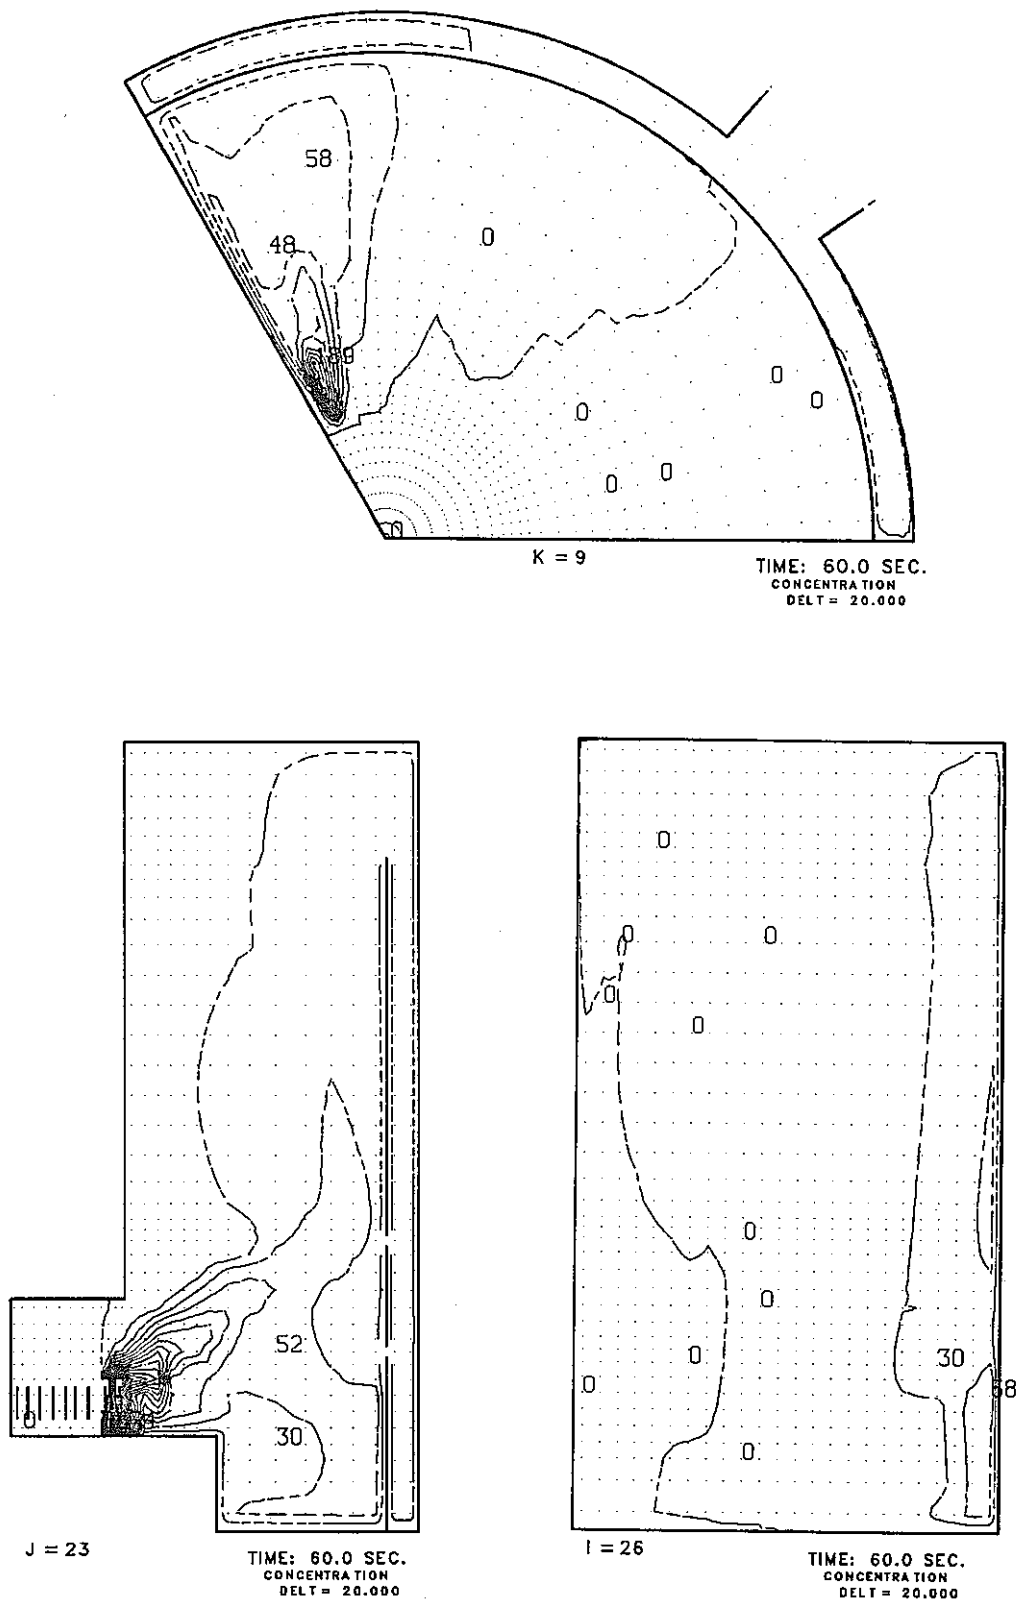 58
0
48
0
0
0
0
0
K = 9
TIME: 60.0 SEC.
CONCENTRATION
DELT = 20.000
0
0
0
0
0
0
0
52
30
0
0
58
0
30
0
J = 23
TIME: 60.0 SEC.
CONCENTRATION
DELT = 20.000
I = 26
TIME: 60.0 SEC.
CONCENTRATION
DELT = 20.000